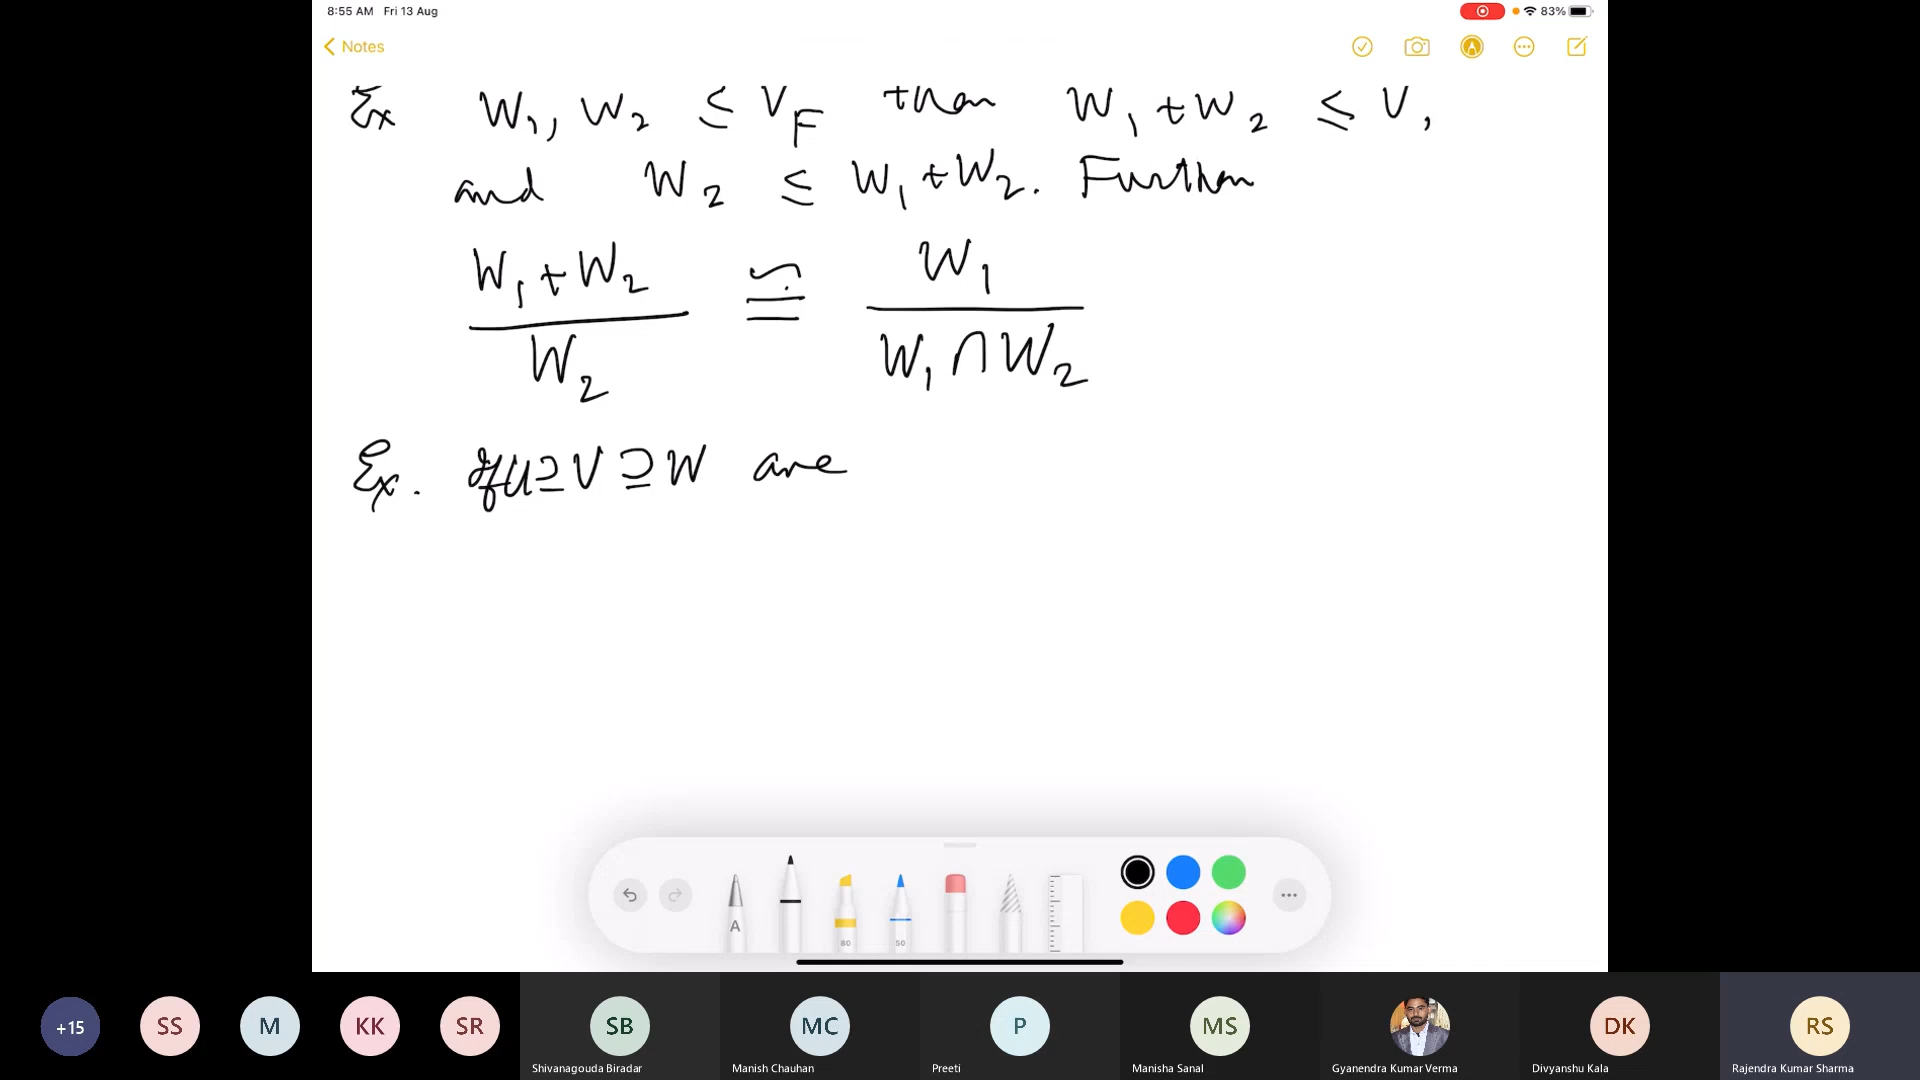 8:55 AM Fri 13 Aug
83%
Notes
Ex W₁, W₂ ≤ V_F then W₁ + W₂ ≤ V,
and W₂ ≤ W₁ + W₂. Further
W₁ + W₂ / W₂ ≅ W₁ / W₁ ∩ W₂
Ex. If U ⊇ V ⊇ W are
A
80
50
+15
SS
M
KK
SR
SB
Shivanagouda Biradar
MC
Manish Chauhan
P
Preeti
MS
Manisha Sanal
Gyanendra Kumar Verma
DK
Divyanshu Kala
RS
Rajendra Kumar Sharma